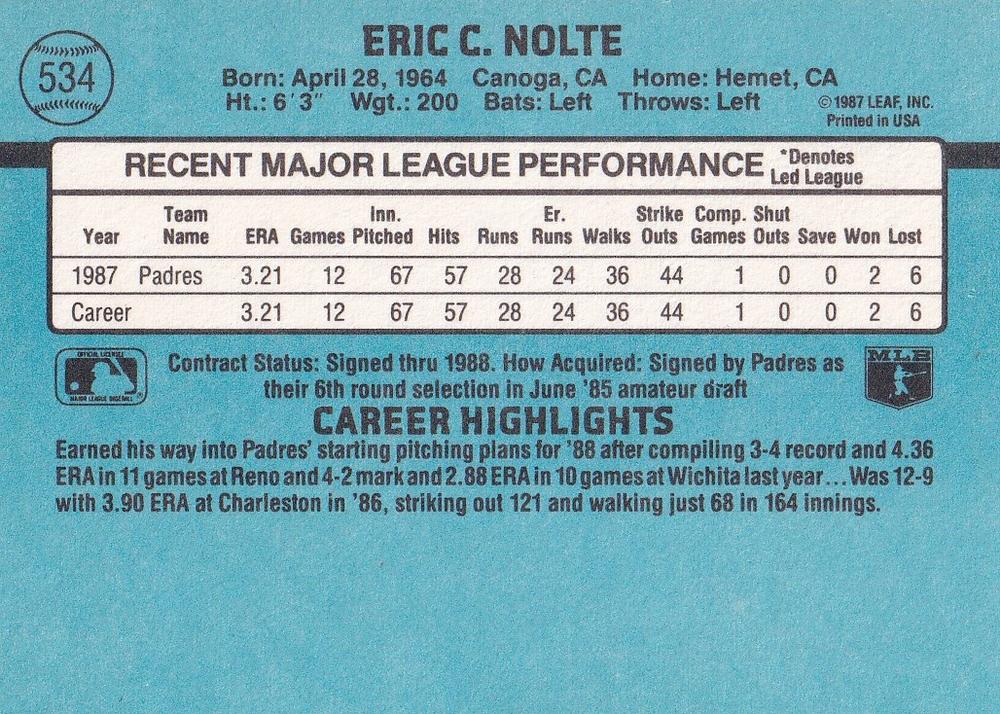 534
ERIC C. NOLTE
Born: April 28, 1964 Canoga, CA Home: Hemet, CA
Ht.: 6'3" Wgt.: 200 Bats: Left Throws: Left
©1987 LEAF, INC.
Printed in USA
RECENT MAJOR LEAGUE PERFORMANCE
*Denotes
Led League
Year Team Name ERA Games Inn. Pitched Hits Runs Er. Runs Walks Strike Outs Comp. Games Shut Outs Save Won Lost
1987 Padres 3.21 12 67 57 28 24 36 44 1 0 0 2 6
Career 3.21 12 67 57 28 24 36 44 1 0 0 2 6
OFFICIAL LICENSEE
MAJOR LEAGUE BASEBALL
®
Contract Status: Signed thru 1988. How Acquired: Signed by Padres as
their 6th round selection in June '85 amateur draft
MLB
CAREER HIGHLIGHTS
Earned his way into Padres' starting pitching plans for '88 after compiling 3-4 record and 4.36
ERA in 11 games at Reno and 4-2 mark and 2.88 ERA in 10 games at Wichita last year...Was 12-9
with 3.90 ERA at Charleston in '86, striking out 121 and walking just 68 in 164 innings.